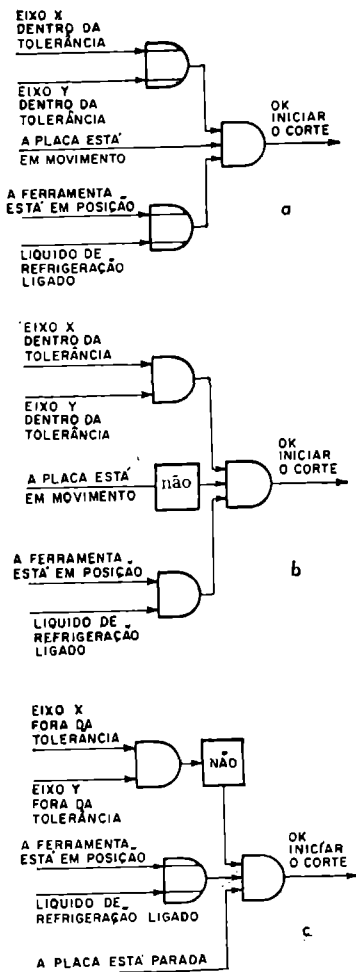 EIXO X
DENTRO DA
TOLERÂNCIA
EIXO Y
DENTRO DA
TOLERÂNCIA
A PLACA ESTÁ
EM MOVIMENTO
A FERRAMENTA
ESTÁ EM POSIÇÃO
LIQUIDO DE
REFRIGERAÇÃO
LIGADO
OK
INICIAR
O CORTE
a
EIXO X
DENTRO DA
TOLERÂNCIA
EIXO Y
DENTRO DA
TOLERÂNCIA
A PLACA ESTÁ
EM MOVIMENTO
não
A FERRAMENTA
ESTÁ EM POSIÇÃO
LIQUIDO DE
REFRIGERAÇÃO
LIGADO
OK
INICIAR
O CORTE
b
EIXO X
FORA DA
TOLERÂNCIA
EIXO Y
FORA DA
TOLERÂNCIA
NÃO
A FERRAMENTA
ESTÁ EM POSIÇÃO
LIQUIDO DE
REFRIGERAÇÃO LIGADO
A PLACA ESTÁ PARADA
OK
INICÍAR
O CORTE
c